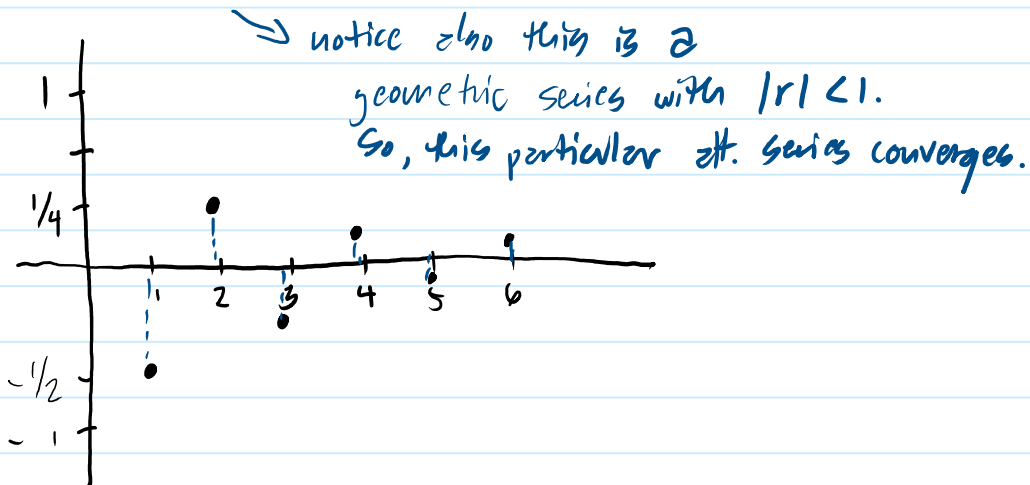 notice also this is a
1
geometric series with |r| < 1.
So, this particular alt. series converges.
1/4
1 2 3 4 5 6
- 1/2
- 1